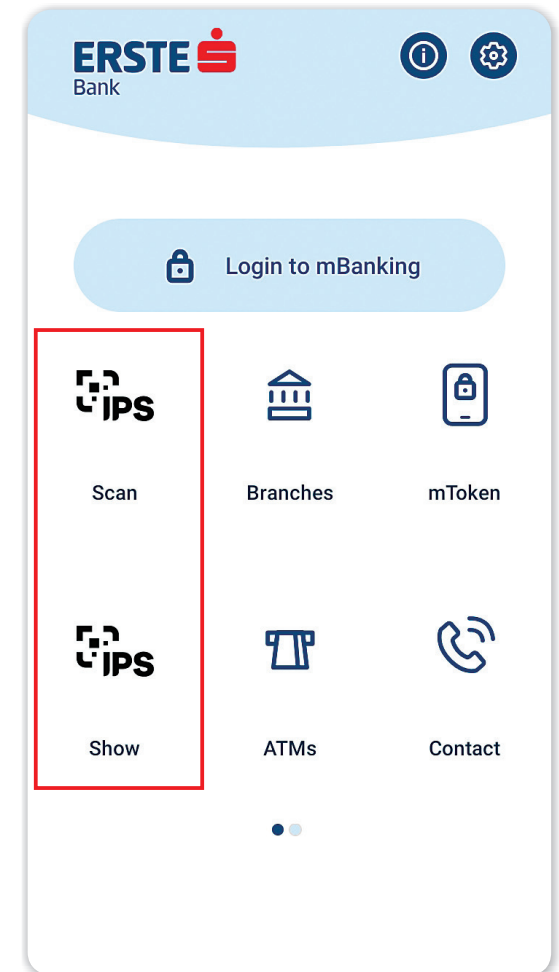 ERSTE
Bank
Login to mBanking
IPS
Scan
Branches
mToken
IPS
Show
ATMs
Contact